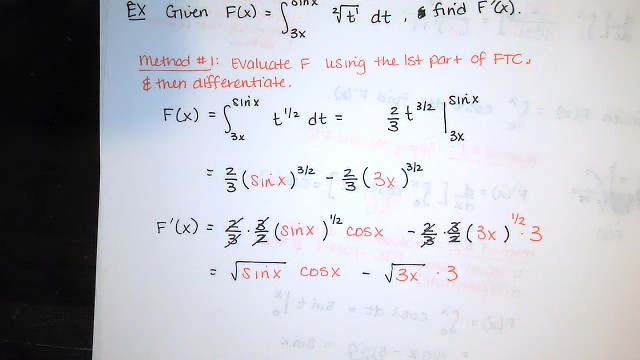 Ex Given F(x) = ∫_{3x}^{sin x} ²√t¹ dt , find F'(x).
Method #1: Evaluate F using the 1st part of FTC,
& then differentiate.
F(x) = ∫_{3x}^{sin x} t^{1/2} dt = 2/3 t^{3/2} |_{3x}^{sin x}
= 2/3 (sin x)^{3/2} - 2/3 (3x)^{3/2}
F'(x) = 2/3 · 3/2 (sin x)^{1/2} cos x - 2/3 · 3/2 (3x)^{1/2} · 3
= √sin x cos x - √3x · 3